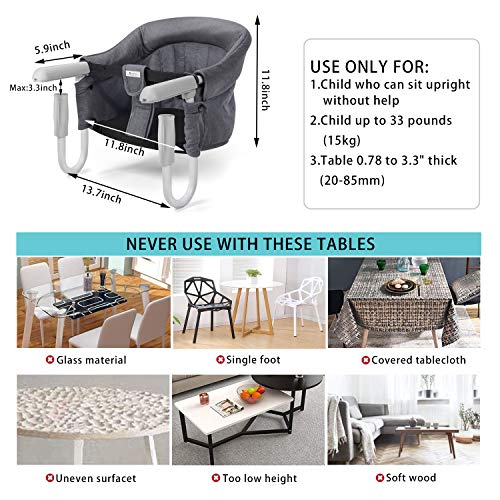 5.9inch
Max:3.3inch
11.8inch
11.8inch
13.7inch
USE ONLY FOR:
1.Child who can sit upright
without help
2.Child up to 33 pounds
(15kg)
3.Table 0.78 to 3.3" thick
(20-85mm)
NEVER USE WITH THESE TABLES
Glass material
Single foot
Covered tablecloth
Uneven surfacet
Too low height
Soft wood